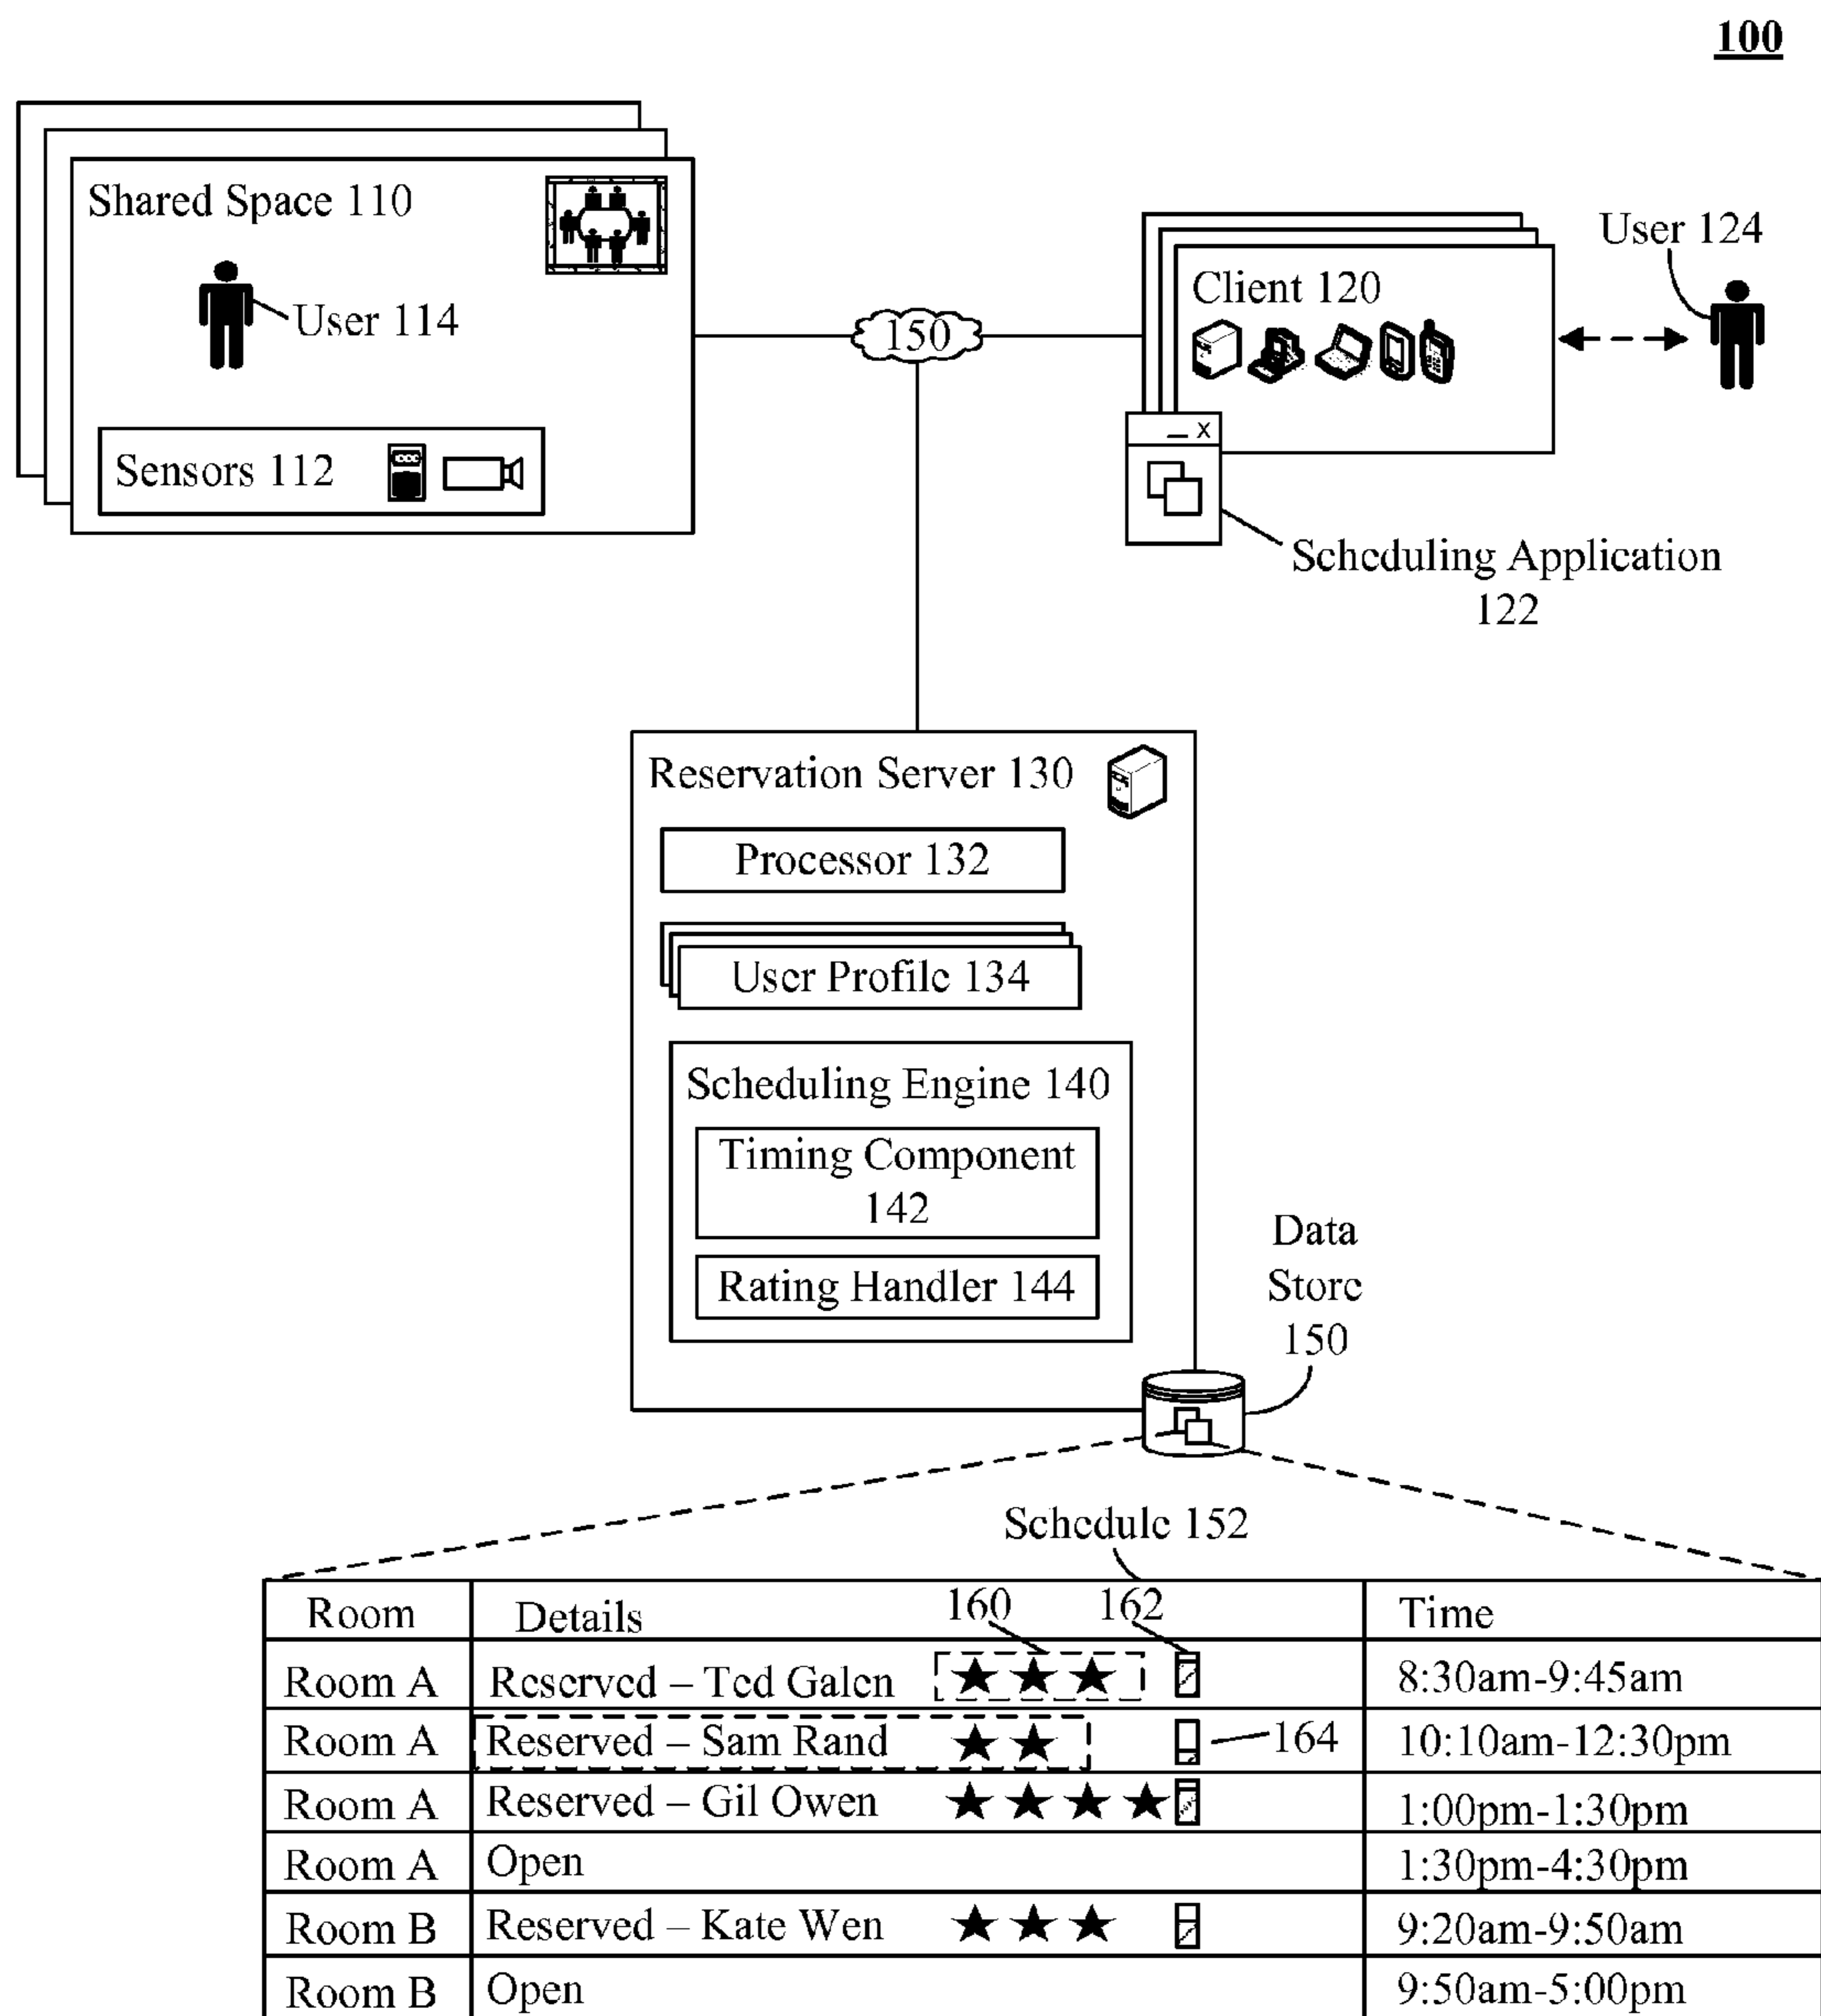 100
Shared Space 110
User 114
Sensors 112
150
Client 120
User 124
_ X
Scheduling Application
122
Reservation Server 130
Processor 132
User Profile 134
Scheduling Engine 140
Timing Component
142
Rating Handler 144
Data
Store
150
Schedule 152
Room Details 160 162 Time
Room A Reserved – Ted Galen 8:30am-9:45am
Room A Reserved – Sam Rand 164 10:10am-12:30pm
Room A Reserved – Gil Owen 1:00pm-1:30pm
Room A Open 1:30pm-4:30pm
Room B Reserved – Kate Wen 9:20am-9:50am
Room B Open 9:50am-5:00pm